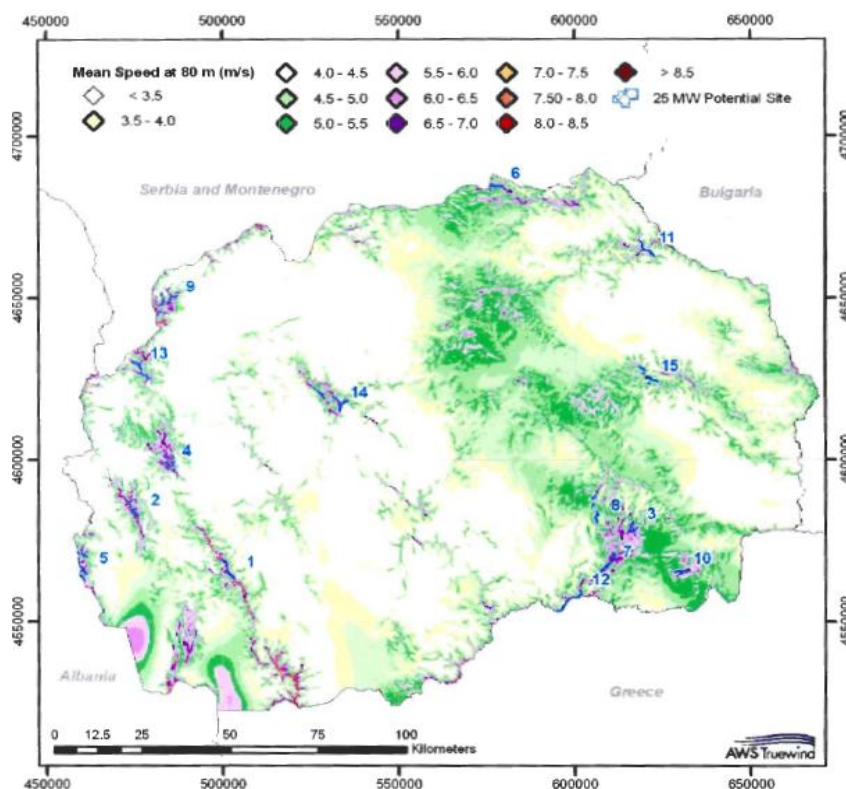 450000 500000 550000 600000 650000
Mean Speed at 80 m (m/s)
< 3.5
3.5 - 4.0
4.0 - 4.5
4.5 - 5.0
5.0 - 5.5
5.5 - 6.0
6.0 - 6.5
6.5 - 7.0
7.0 - 7.5
7.50 - 8.0
8.0 - 8.5
> 8.5
25 MW Potential Site
4700000 4700000
Serbia and Montenegro
6
Bulgaria
11
4650000 4650000
9
13
15
14
4600000 4600000
4
2
8 3
5
1
7
10
12
4550000 4550000
Albania
Greece
0 12.5 25 50 75 100
Kilometers
AWS Truewind
450000 500000 550000 600000 650000